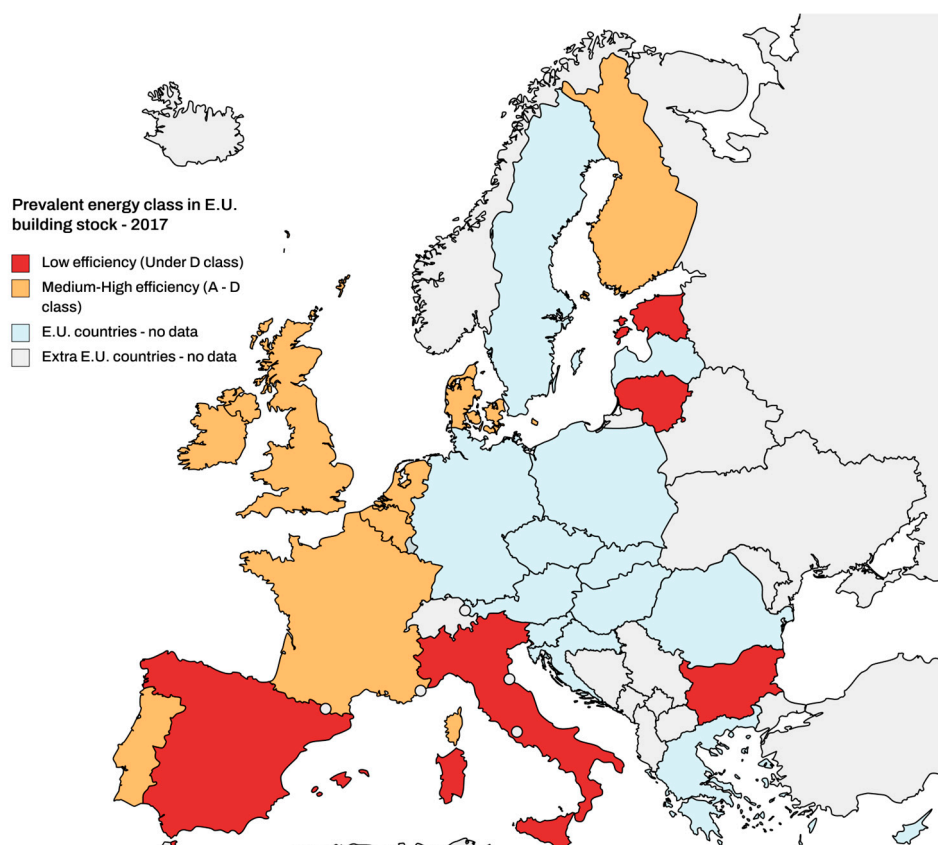 Prevalent energy class in E.U.
building stock - 2017
Low efficiency (Under D class)
Medium-High efficiency (A - D
class)
E.U. countries - no data
Extra E.U. countries - no data